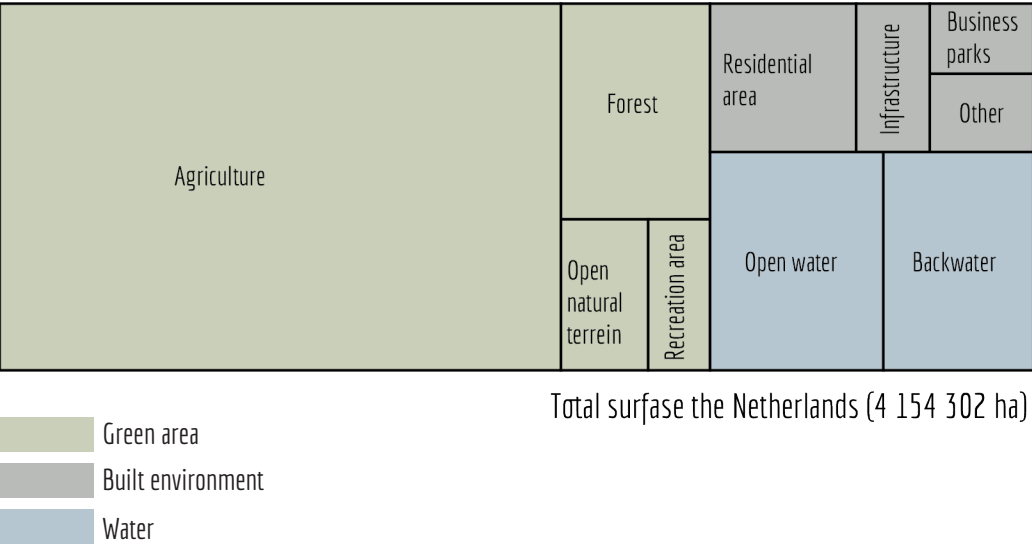 Agriculture
Forest
Open
natural
terrein
Recreation area
Residential
area
Infrastructure
Business
parks
Other
Open water
Backwater
Total surfase the Netherlands (4 154 302 ha)
Green area
Built environment
Water